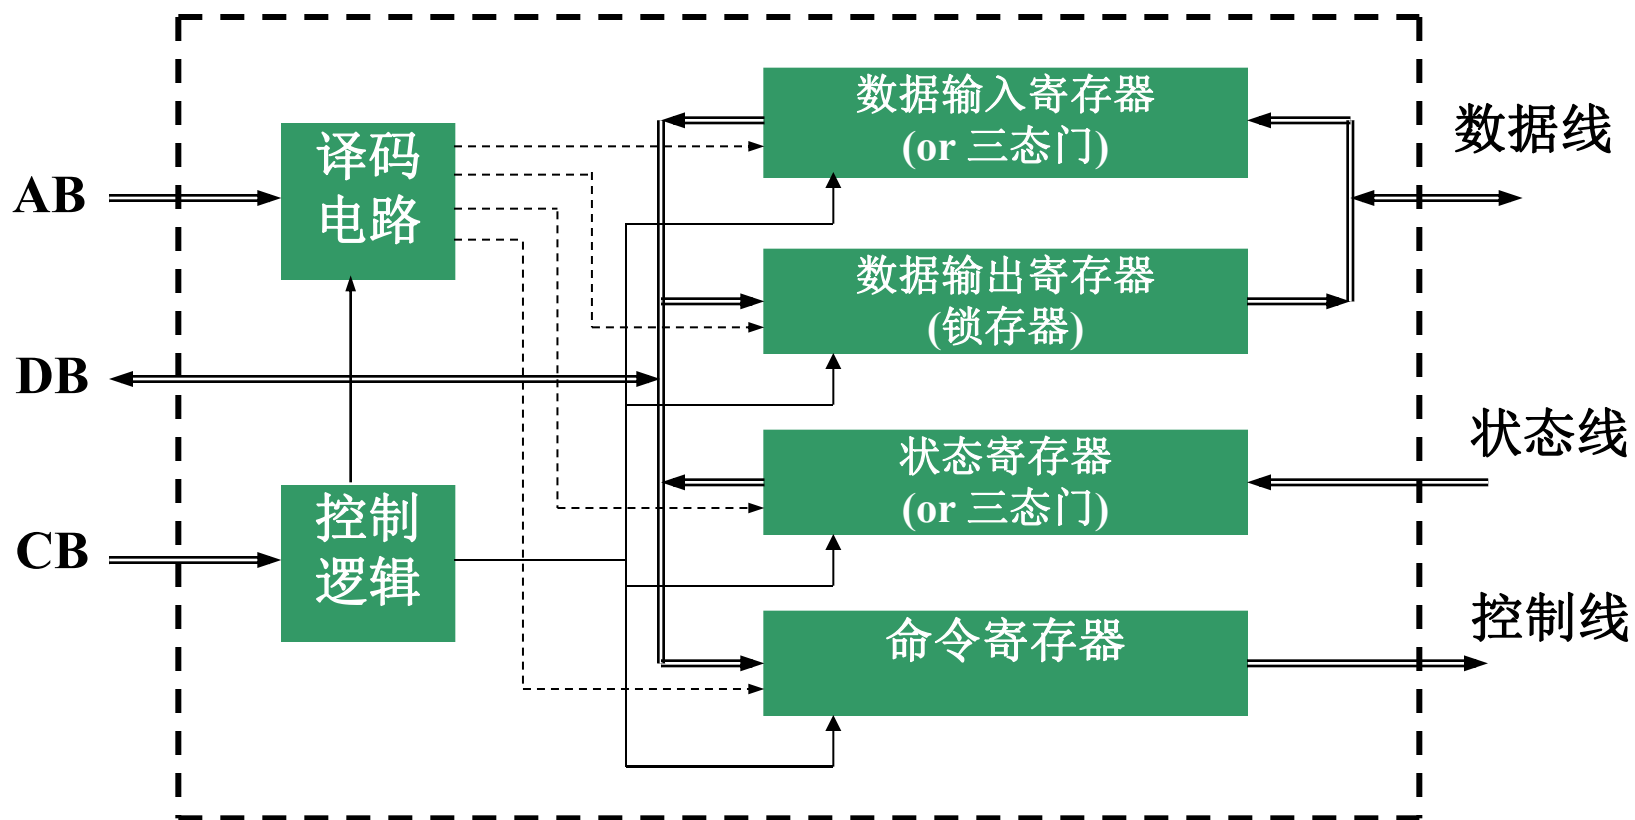 AB
DB
CB
译码
电路
控制
逻辑
数据输入寄存器
(or 三态门)
数据输出寄存器
(锁存器)
状态寄存器
(or 三态门)
命令寄存器
数据线
状态线
控制线